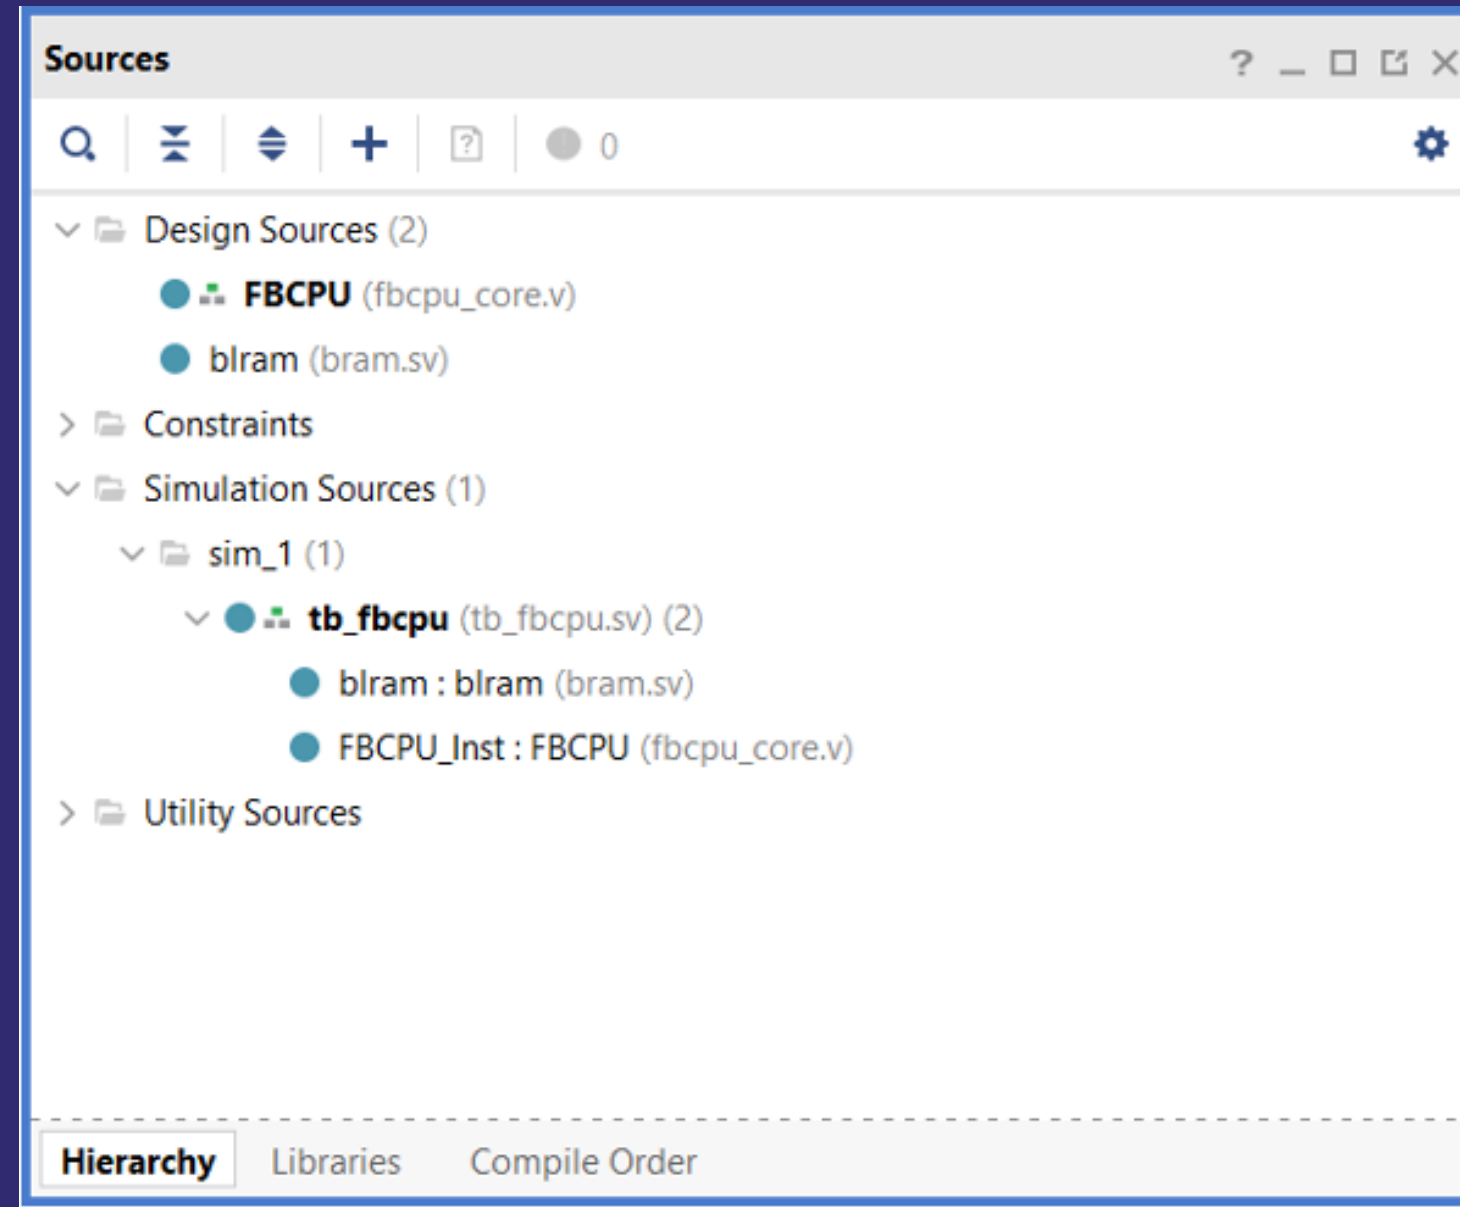 Sources
? 0
Design Sources (2)
FBCPU (fbcpu_core.v)
blram (bram.sv)
Constraints
Simulation Sources (1)
sim_1 (1)
tb_fbcpu (tb_fbcpu.sv) (2)
blram : blram (bram.sv)
FBCPU_Inst : FBCPU (fbcpu_core.v)
Utility Sources
Hierarchy Libraries Compile Order